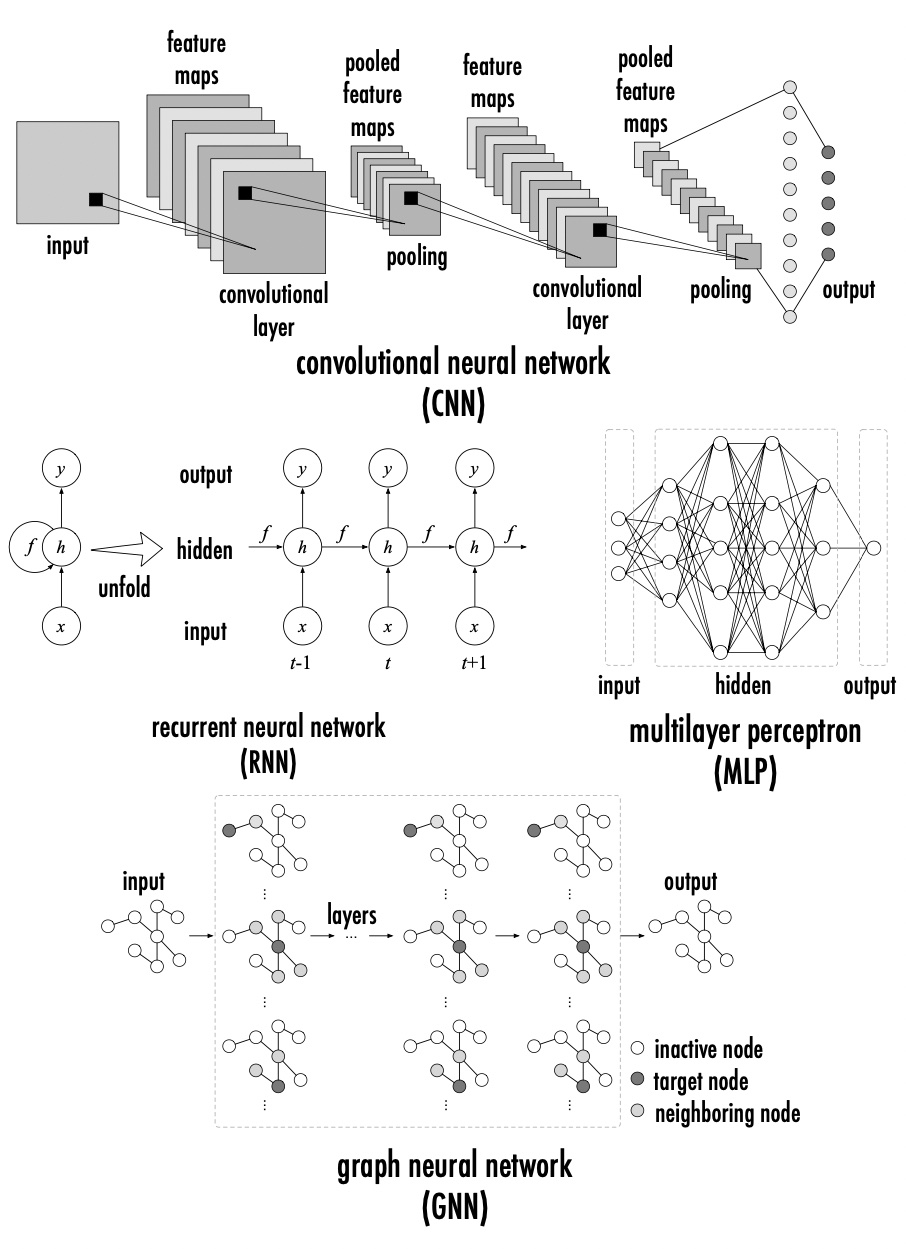 feature
maps
pooled
feature
maps
feature
maps
pooled
feature
maps
input
convolutional
layer
pooling
convolutional
layer
pooling
output
convolutional neural network
(CNN)
y
f
h
x
unfold
output
hidden
input
y
y
y
f
h
f
h
f
h
f
x
x
x
t-1
t
t+1
recurrent neural network
(RNN)
input
hidden
output
multilayer perceptron
(MLP)
input
layers
...
output
inactive node
target node
neighboring node
graph neural network
(GNN)